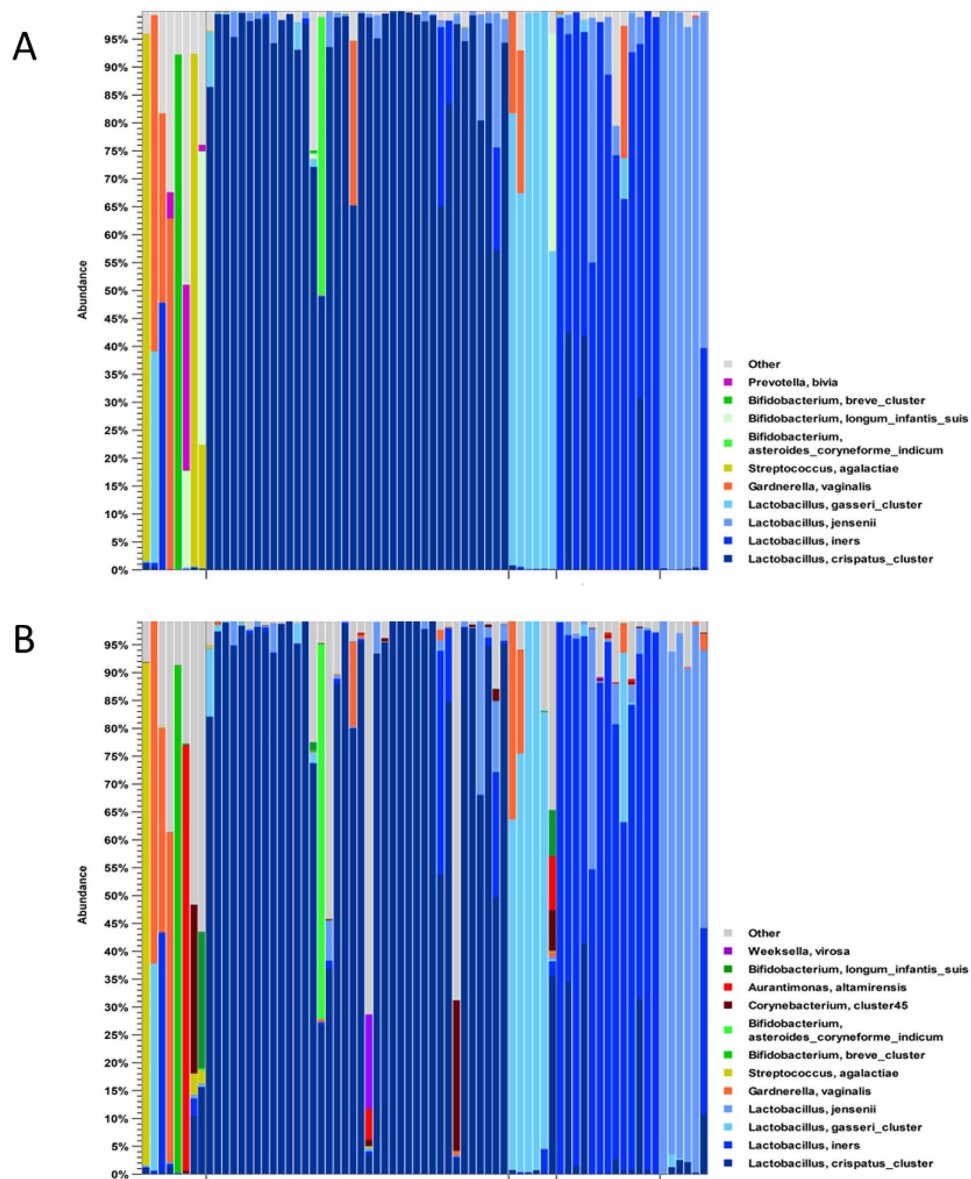 A
95%
90%
85%
80%
75%
70%
65%
60%
55%
50%
45%
40%
35%
30%
25%
20%
15%
10%
5%
0%
Abundance
Other
Prevotella, bivia
Bifidobacterium, breve_cluster
Bifidobacterium, longum_infantis_suis
Bifidobacterium,
asteroides_coryneforme_indicum
Streptococcus, agalactiae
Gardnerella, vaginalis
Lactobacillus, gasseri_cluster
Lactobacillus, jensenii
Lactobacillus, iners
Lactobacillus, crispatus_cluster
B
95%
90%
85%
80%
75%
70%
65%
60%
55%
50%
45%
40%
35%
30%
25%
20%
15%
10%
5%
0%
Abundance
Other
Weeksella, virosa
Bifidobacterium, longum_infantis_suis
Aurantimonas, altamirensis
Corynebacterium, cluster45
Bifidobacterium,
asteroides_coryneforme_indicum
Bifidobacterium, breve_cluster
Streptococcus, agalactiae
Gardnerella, vaginalis
Lactobacillus, jensenii
Lactobacillus, gasseri_cluster
Lactobacillus, iners
Lactobacillus, crispatus_cluster